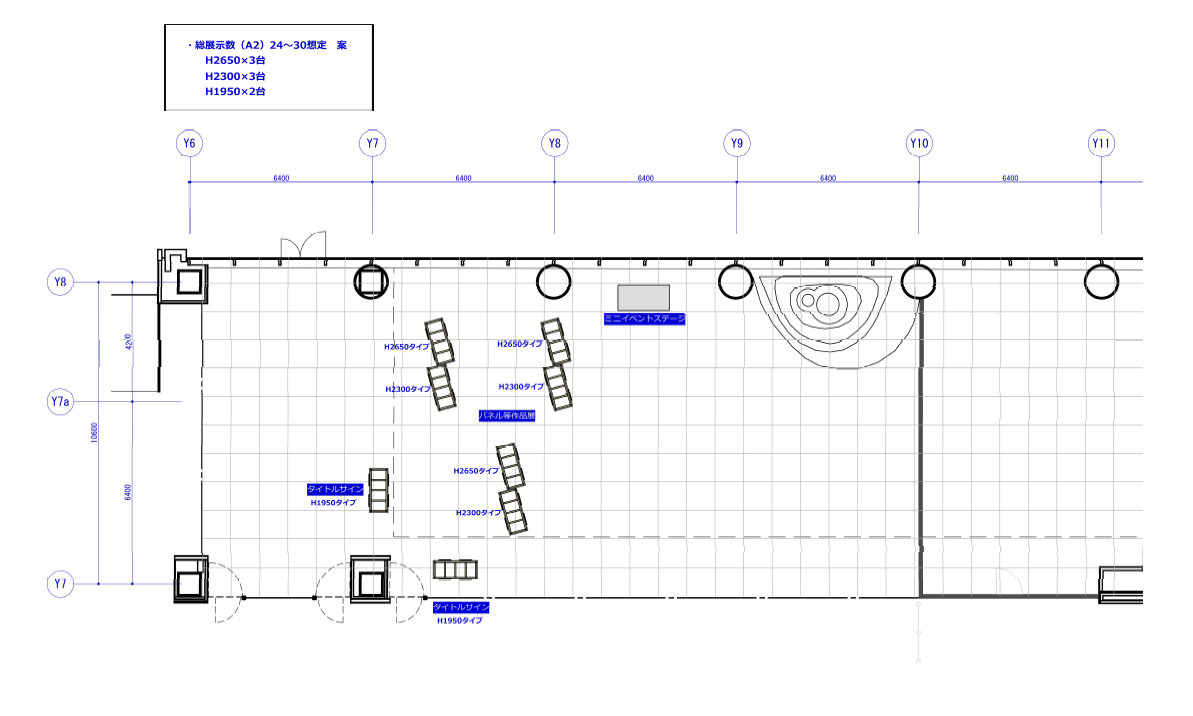 ・総展示数（A2）24～30想定　案
H2650×3台
H2300×3台
H1950×2台
Y6
Y7
Y8
Y9
Y10
Y11
6400
6400
6400
6400
6400
Y8
ミニイベントステージ
4200
H2650タイプ
H2650タイプ
H2300タイプ
H2300タイプ
Y7a
パネル等作品展
10600
H2650タイプ
6400
タイトルサイン
H1950タイプ
H2300タイプ
Y7
タイトルサイン
H1950タイプ